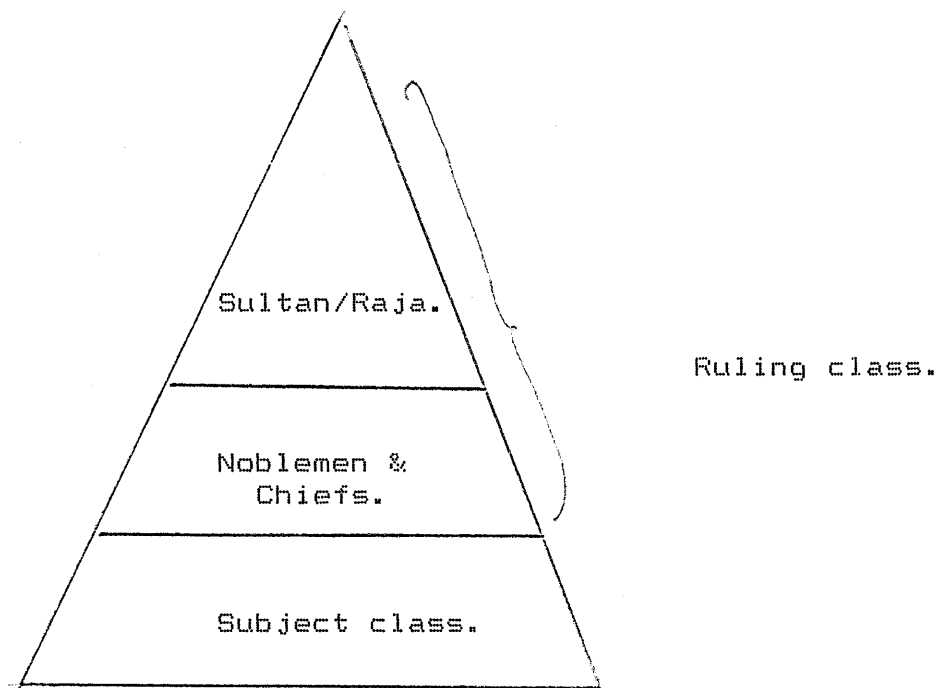 Sultan/Raja.
Ruling class.
Noblemen &
Chiefs.
Subject class.